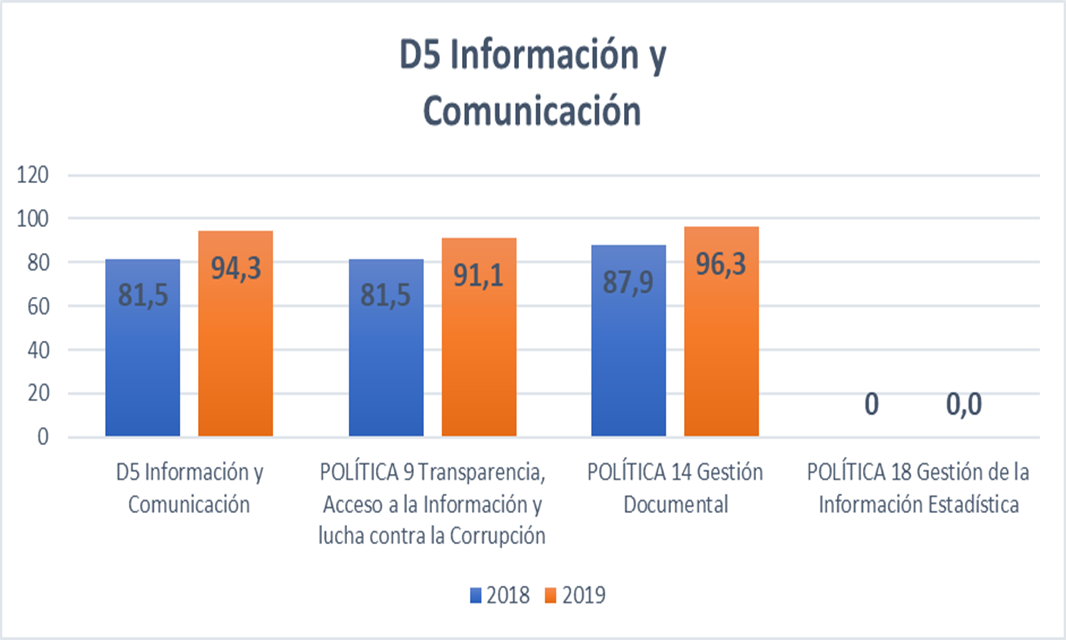 D5 Información y
Comunicación
120
100
80
60
40
20
0
81,5
94,3
81,5
91,1
87,9
96,3
0
0,0
D5 Información y
Comunicación
POLÍTICA 9 Transparencia,
Acceso a la Información y
lucha contra la Corrupción
POLÍTICA 14 Gestión
Documental
POLÍTICA 18 Gestión de la
Información Estadística
2018
2019